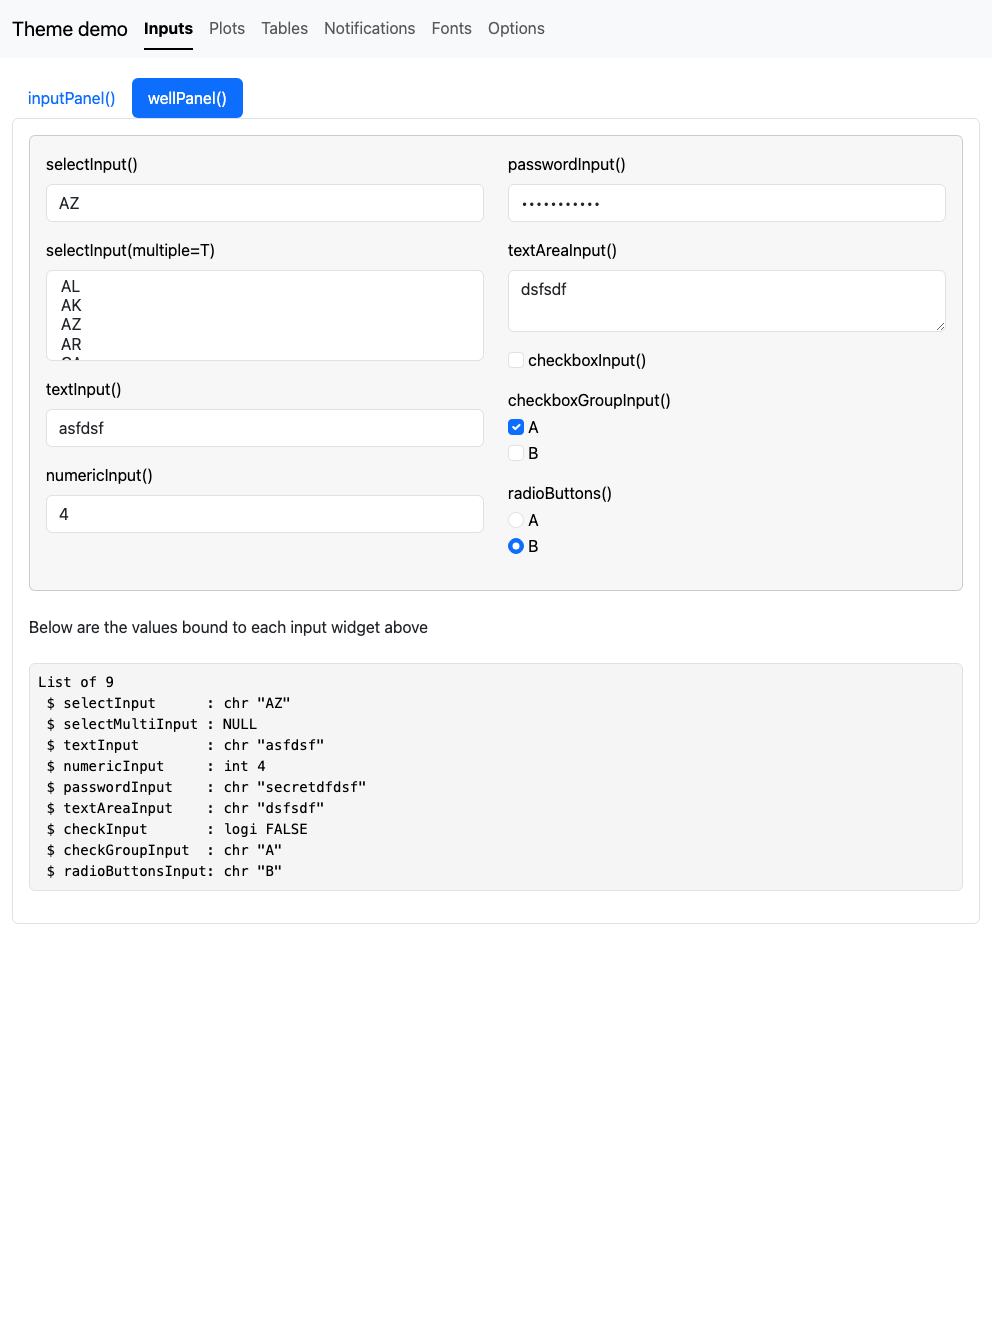 Theme demo Inputs Plots Tables Notifications Fonts Options
inputPanel() wellPanel()
selectInput()
AZ
selectInput(multiple=T)
AL
AK
AZ
AR
textInput()
asfdsf
numericInput()
4
passwordInput()
•••••••••••
textAreaInput()
dsfsdf
checkboxInput()
checkboxGroupInput()
A
B
radioButtons()
A
B
Below are the values bound to each input widget above
List of 9
 $ selectInput      : chr "AZ"
 $ selectMultiInput : NULL
 $ textInput        : chr "asfdsf"
 $ numericInput     : int 4
 $ passwordInput    : chr "secretdfdsf"
 $ textAreaInput    : chr "dsfsdf"
 $ checkInput       : logi FALSE
 $ checkGroupInput  : chr "A"
 $ radioButtonsInput: chr "B"